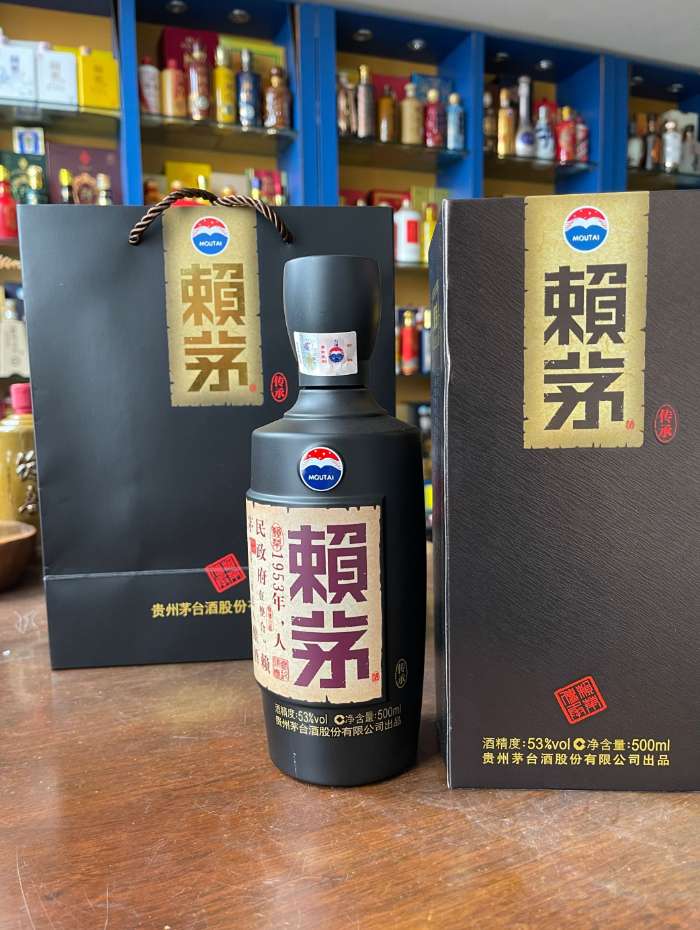 MOUTAI
賴茅
传承
贵州茅台酒股份
MOUTAI
賴茅
传承
酒精度:53%vol 净含量:500ml
贵州茅台酒股份有限公司出品
MOUTAI
賴茅
1953年,人
民政府
賴
传承
酒精度:53%vol 净含量:500ml
贵州茅台酒股份有限公司出品